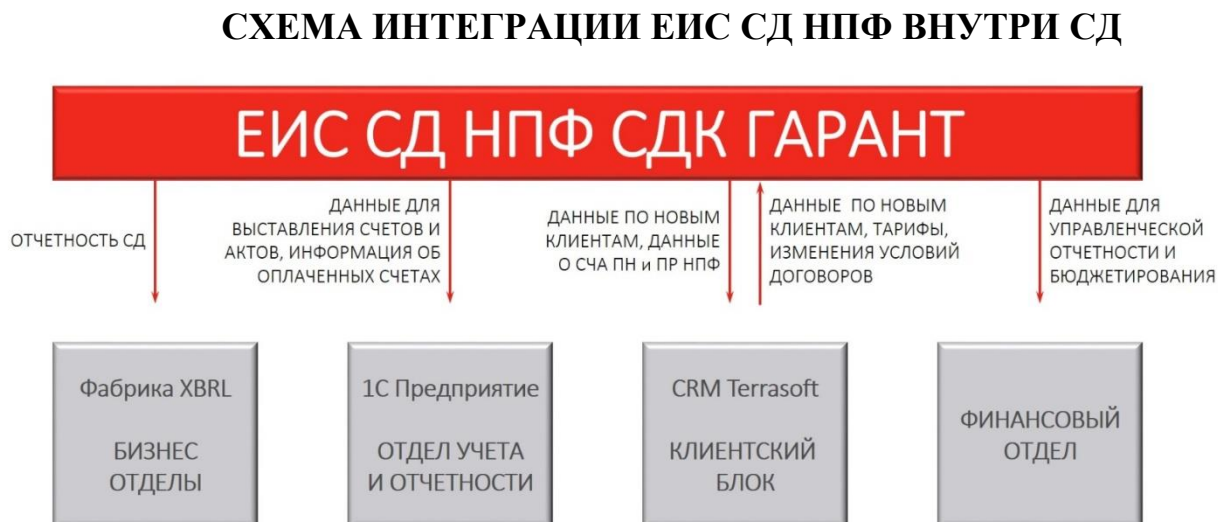 СХЕМА ИНТЕГРАЦИИ ЕИС СД НПФ ВНУТРИ СД
ЕИС СД НПФ СДК ГАРАНТ
ОТЧЕТНОСТЬ СД
ДАННЫЕ ДЛЯ
ВЫСТАВЛЕНИЯ СЧЕТОВ И
АКТОВ, ИНФОРМАЦИЯ ОБ
ОПЛАЧЕННЫХ СЧЕТАХ
ДАННЫЕ ПО НОВЫМ
КЛИЕНТАМ, ДАННЫЕ
О СЧА ПН и ПР НПФ
ДАННЫЕ ПО НОВЫМ
КЛИЕНТАМ, ТАРИФЫ,
ИЗМЕНЕНИЯ УСЛОВИЙ
ДОГОВОРОВ
ДАННЫЕ ДЛЯ
УПРАВЛЕНЧЕСКОЙ
ОТЧЕТНОСТИ И
БЮДЖЕТИРОВАНИЯ
Фабрика XBRL
БИЗНЕС
ОТДЕЛЫ
1С Предприятие
ОТДЕЛ УЧЕТА
И ОТЧЕТНОСТИ
CRM Terrasoft
КЛИЕНТСКИЙ
БЛОК
ФИНАНСОВЫЙ
ОТДЕЛ